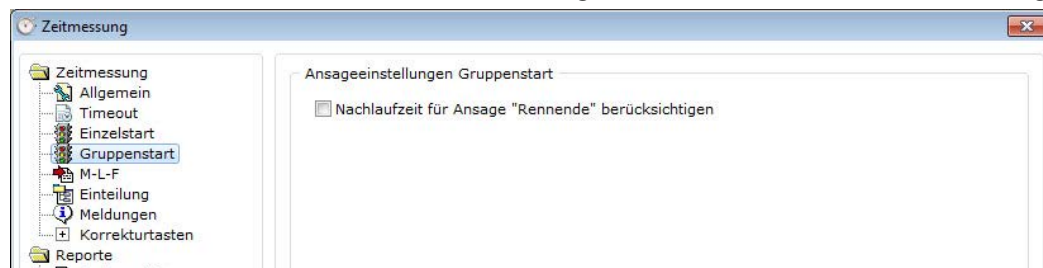 Zeitmessung
Zeitmessung
Allgemein
Timeout
Einzelstart
Gruppenstart
M-L-F
Einteilung
Meldungen
Korrekturtasten
Reporte
Ansageeinstellungen Gruppenstart
Nachlaufzeit für Ansage "Rennende" berücksichtigen